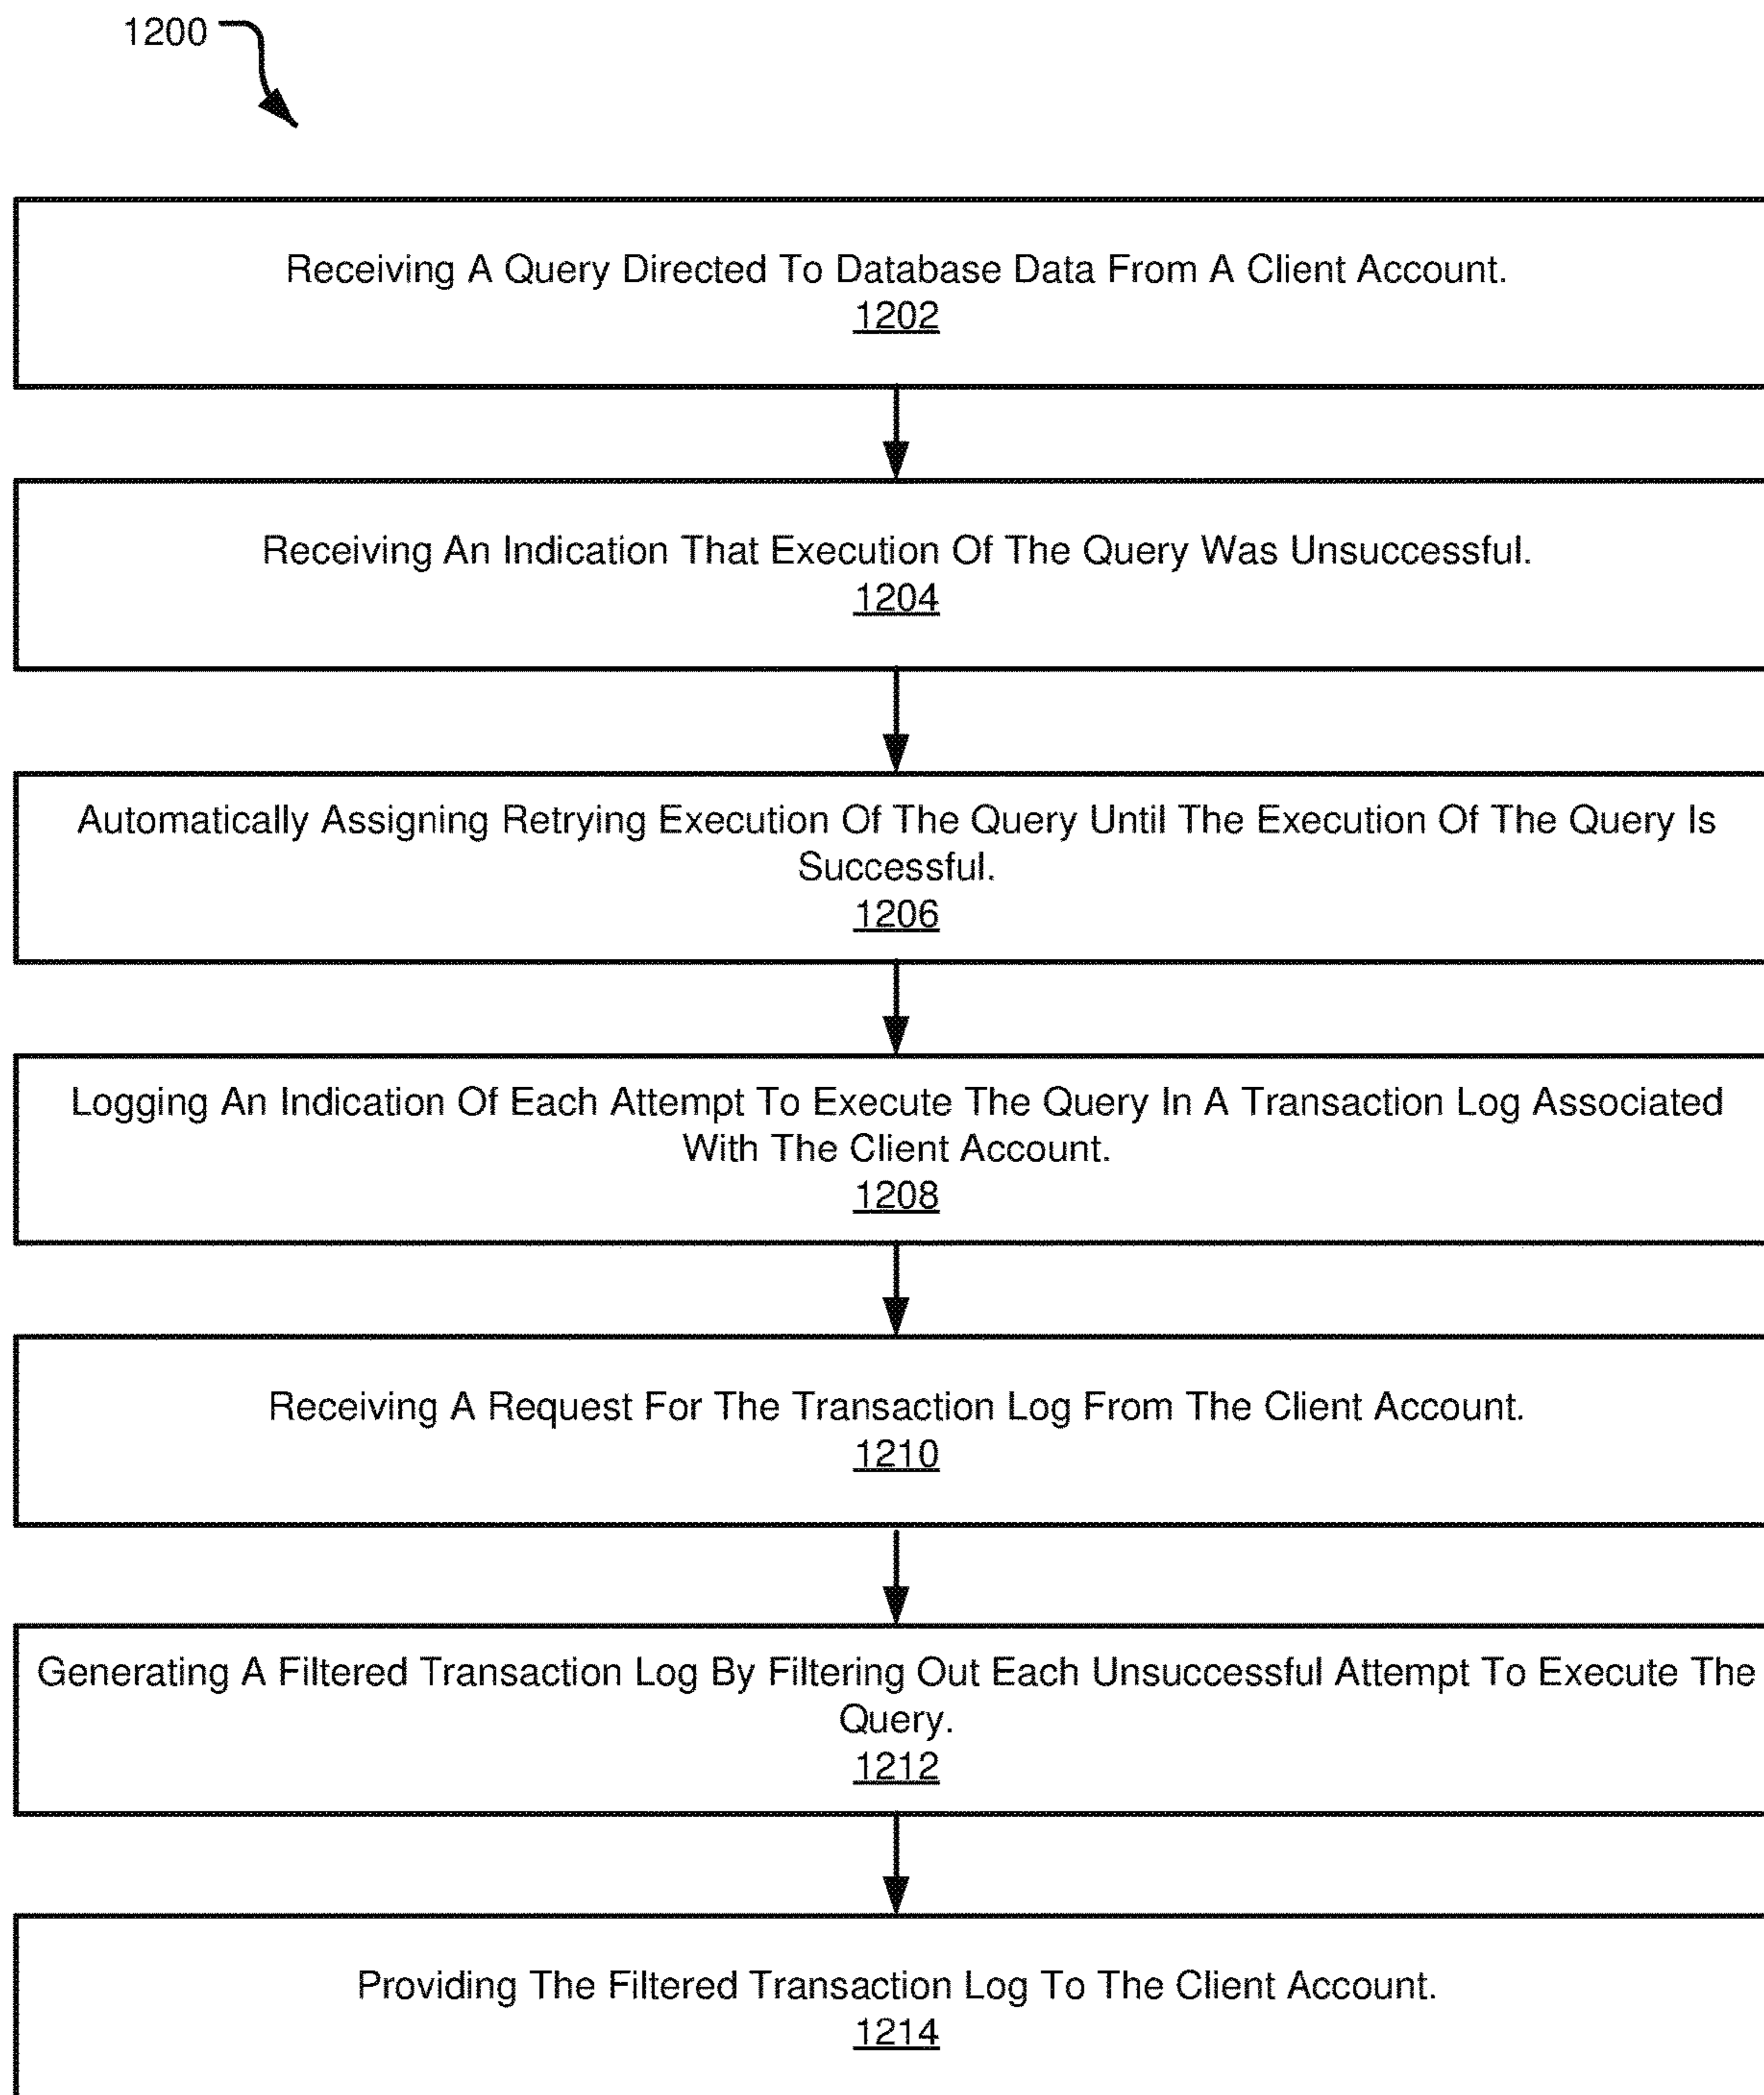 1200
Receiving A Query Directed To Database Data From A Client Account.
1202
Receiving An Indication That Execution Of The Query Was Unsuccessful.
1204
Automatically Assigning Retrying Execution Of The Query Until The Execution Of The Query Is
Successful.
1206
Logging An Indication Of Each Attempt To Execute The Query In A Transaction Log Associated
With The Client Account.
1208
Receiving A Request For The Transaction Log From The Client Account.
1210
Generating A Filtered Transaction Log By Filtering Out Each Unsuccessful Attempt To Execute The
Query.
1212
Providing The Filtered Transaction Log To The Client Account.
1214